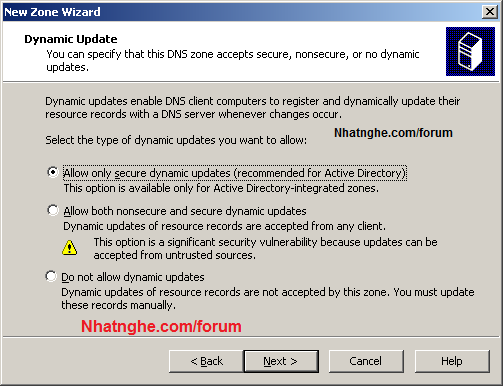 New Zone Wizard
Dynamic Update
You can specify that this DNS zone accepts secure, nonsecure, or no dynamic
updates.
Dynamic updates enable DNS client computers to register and dynamically update their
resource records with a DNS server whenever changes occur.
Nhatnghe.com/forum
Select the type of dynamic updates you want to allow:
Allow only secure dynamic updates (recommended for Active Directory)
This option is available only for Active Directory-integrated zones.
Allow both nonsecure and secure dynamic updates
Dynamic updates of resource records are accepted from any client.
This option is a significant security vulnerability because updates can be
accepted from untrusted sources.
Do not allow dynamic updates
Dynamic updates of resource records are not accepted by this zone. You must update
these records manually.
Nhatnghe.com/forum
< Back
Next >
Cancel
Help